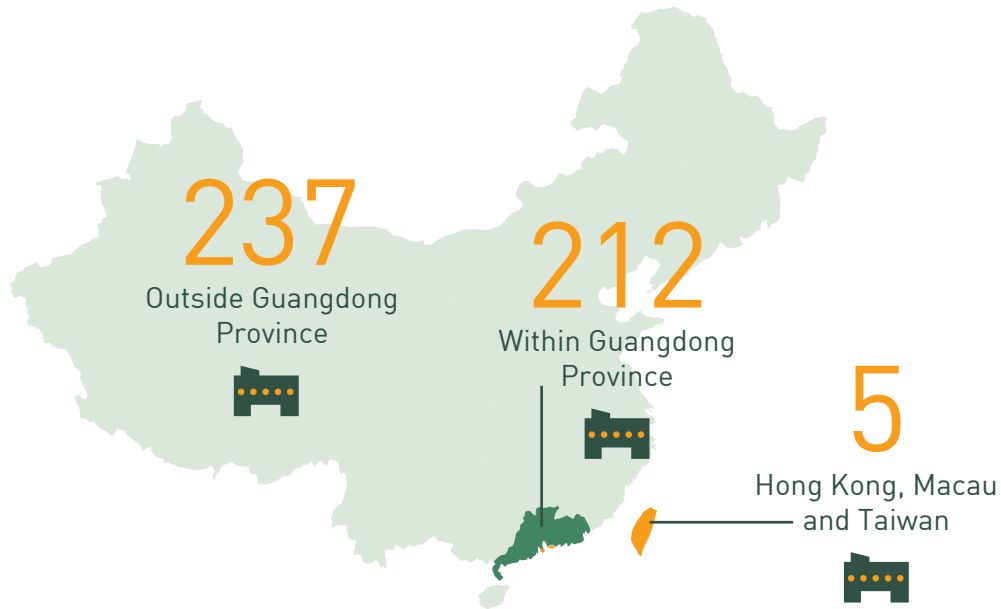 237
Outside Guangdong
Province
212
Within Guangdong
Province
5
Hong Kong, Macau
and Taiwan